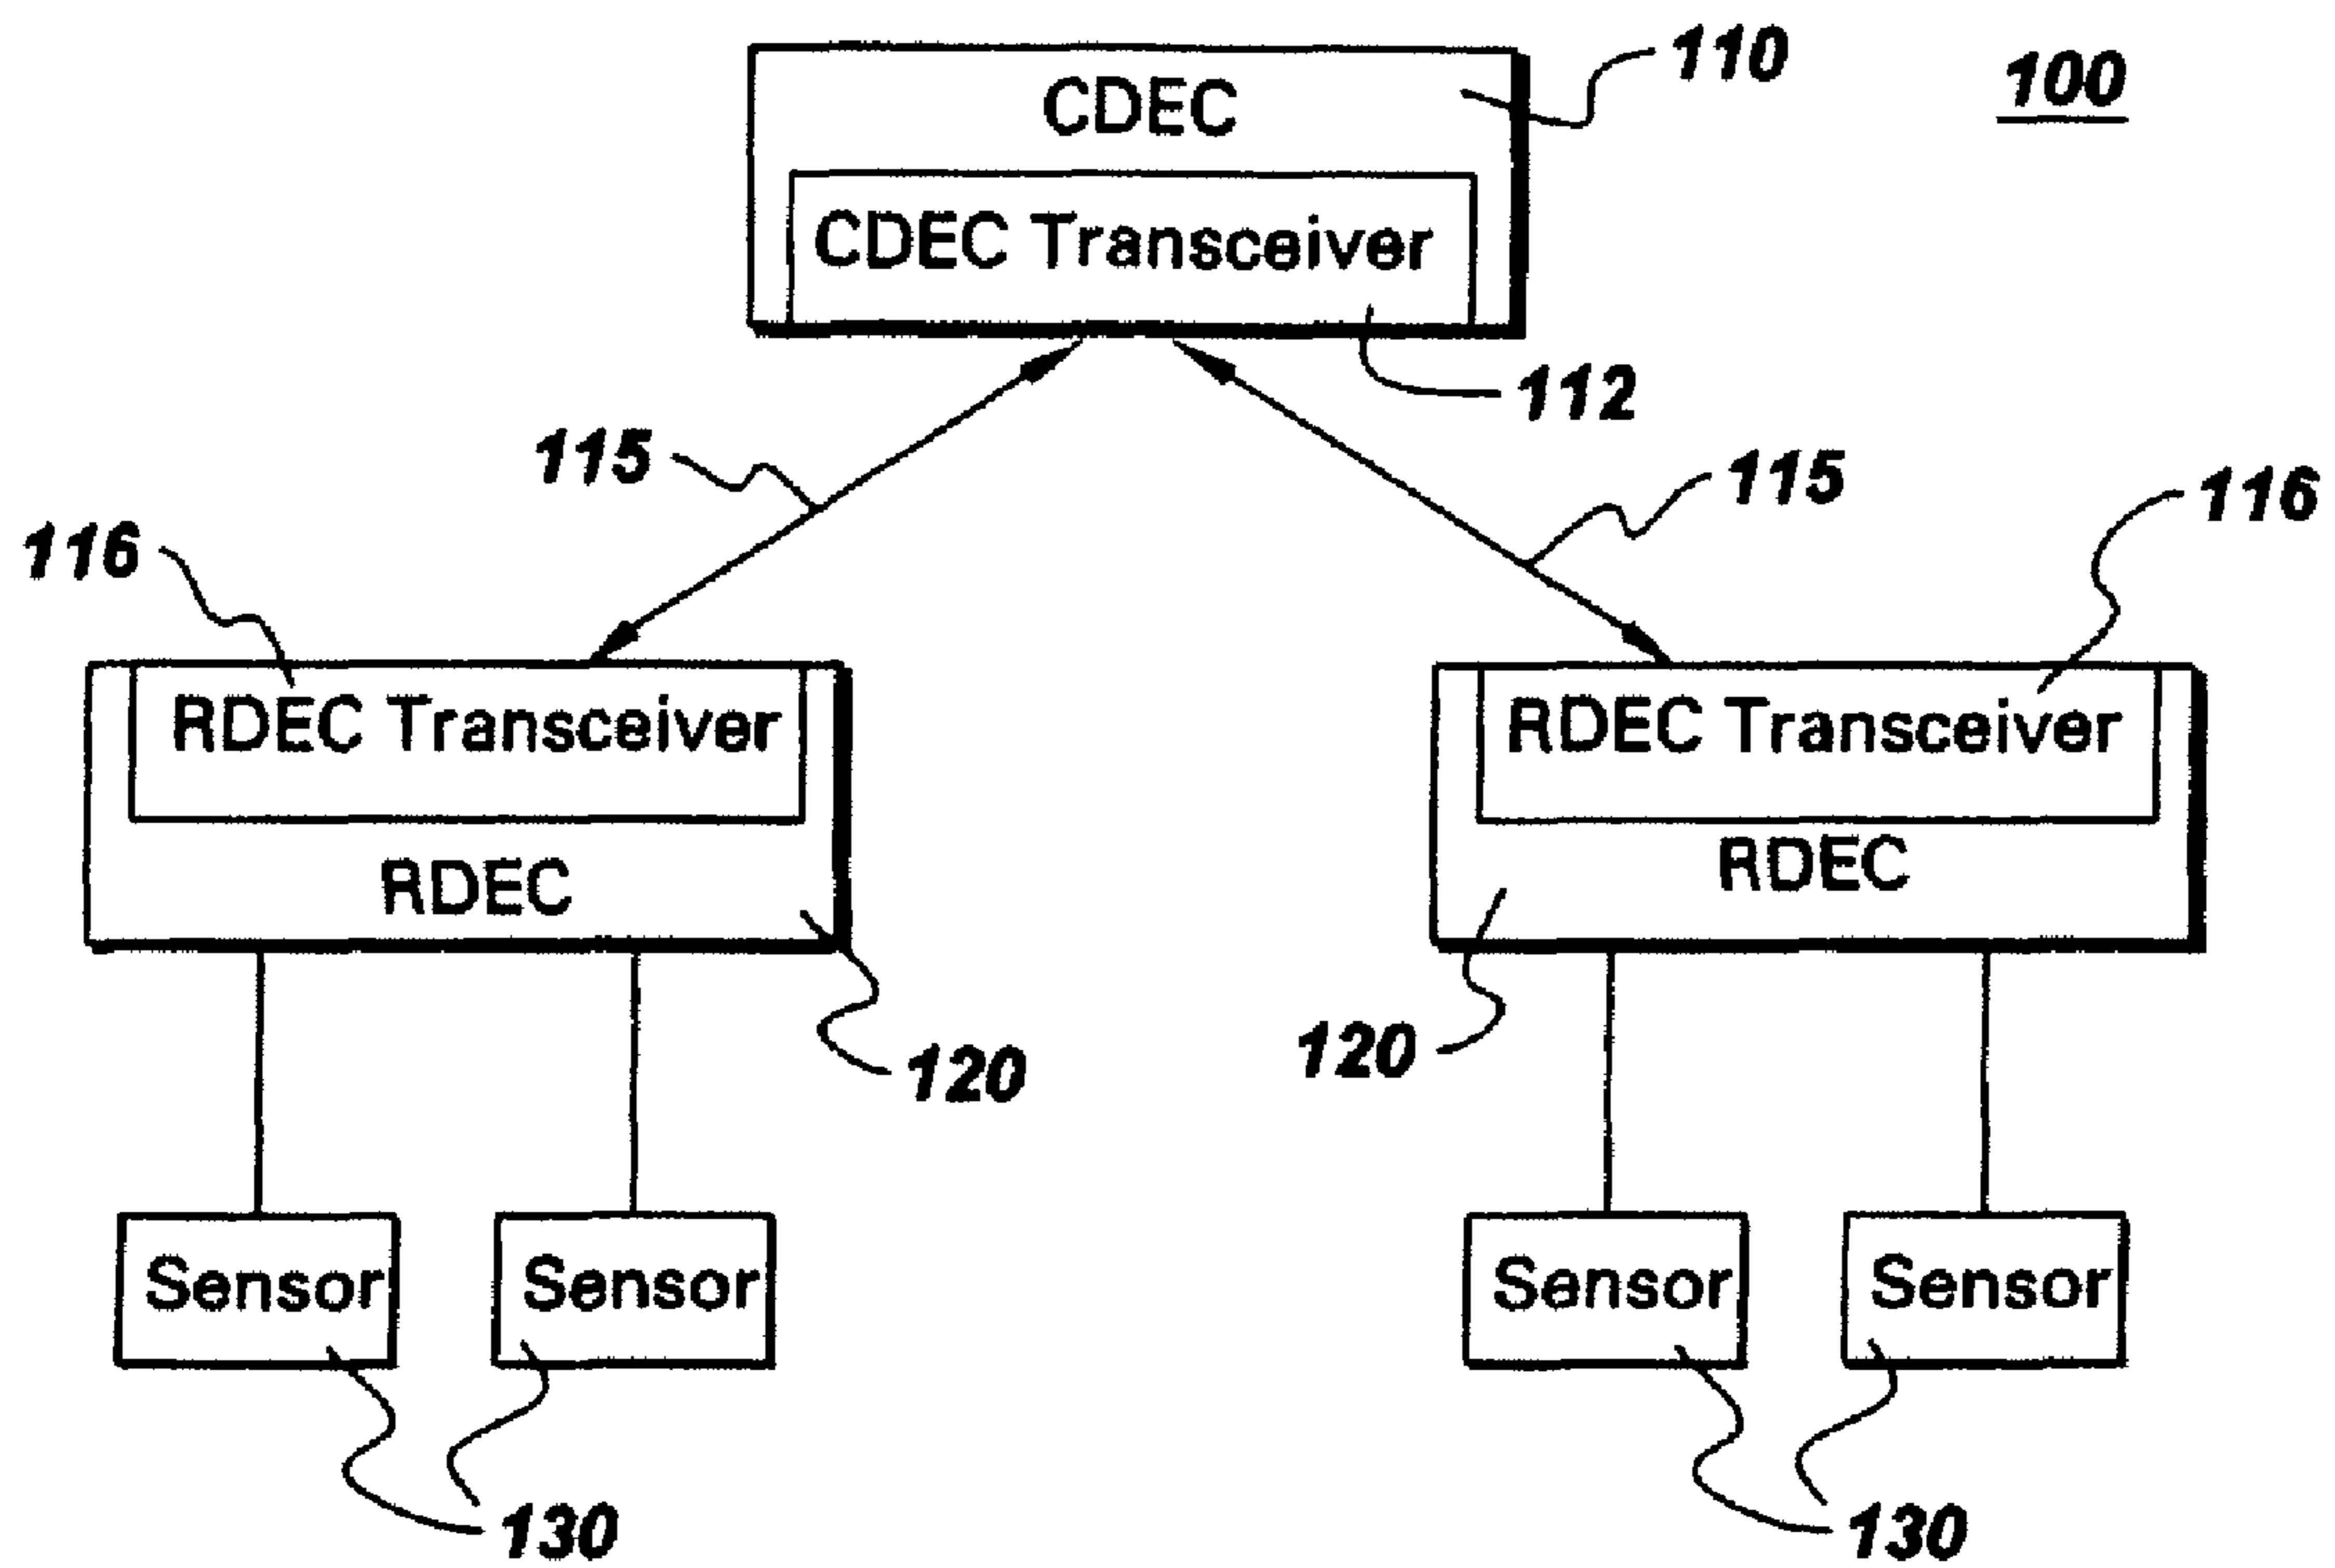 110
100
CDEC
CDEC Transceiver
112
115
115
116
116
RDEC Transceiver
RDEC Transceiver
RDEC
RDEC
120
120
Sensor
Sensor
Sensor
Sensor
130
130